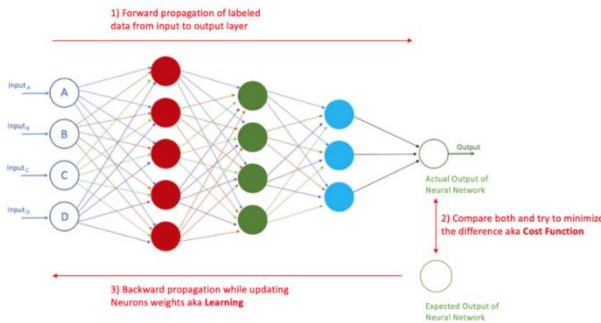 1) Forward propagation of labeled
data from input to output layer
Input A
A
Input B
B
Input C
C
Input D
D
Output
Actual Output of
Neural Network
2) Compare both and try to minimize
the difference aka Cost Function
3) Backward propagation while updating
Neurons weights aka Learning
Expected Output of
Neural Network